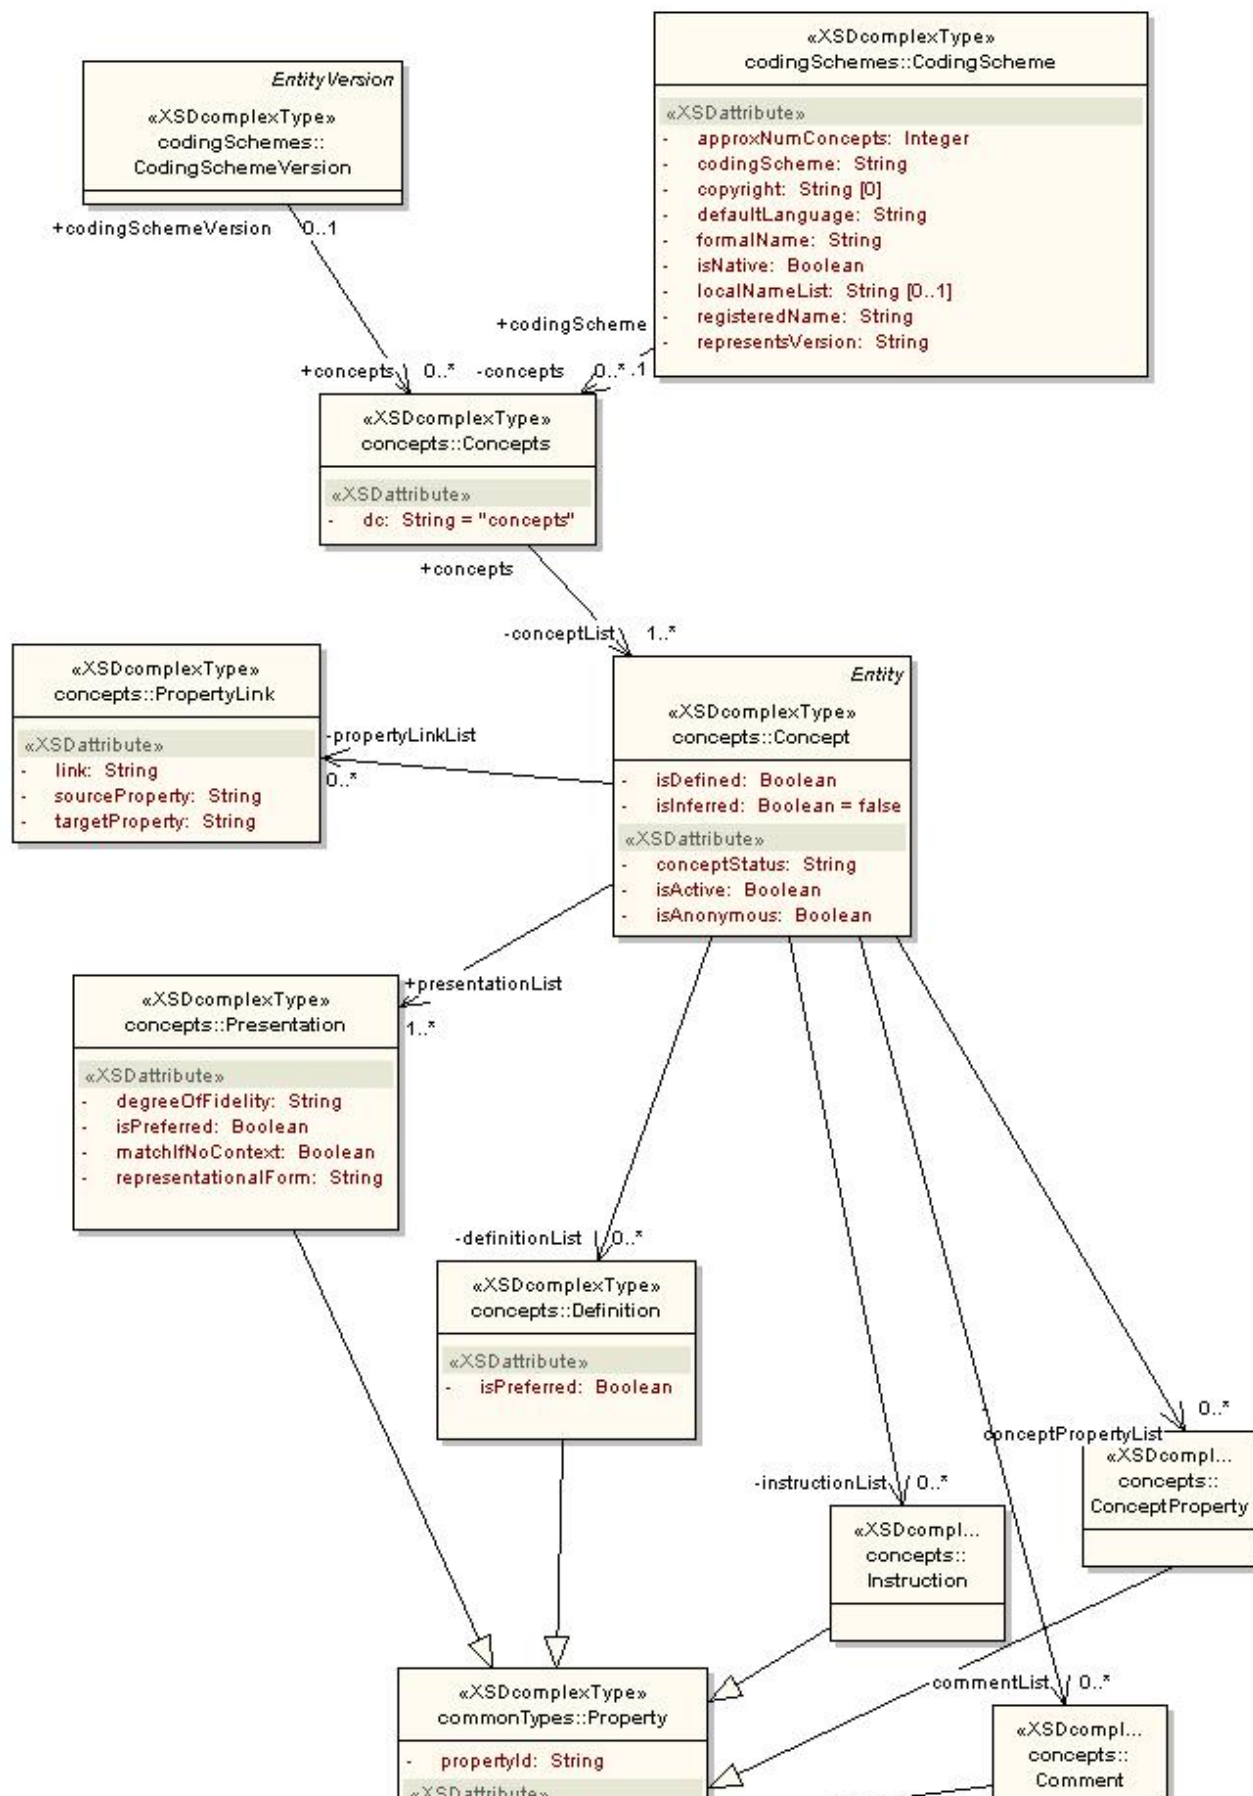 «XSDcomplexType»
codingSchemes::CodingScheme
«XSDattribute»
- approxNumConcepts: Integer
- codingScheme: String
- copyright: String [0]
- defaultLanguage: String
- formalName: String
- isNative: Boolean
- localNameList: String [0..1]
- registeredName: String
- representsVersion: String
EntityVersion
«XSDcomplexType»
codingSchemes::
CodingSchemeVersion
+codingSchemeVersion 0..1
+codingScheme
+concepts 0..* -concepts 0..* .1
«XSDcomplexType»
concepts::Concepts
«XSDattribute»
- dc: String = "concepts"
+concepts
-conceptList 1..*
«XSDcomplexType»
concepts::PropertyLink
«XSDattribute»
- link: String
- sourceProperty: String
- targetProperty: String
-propertyLinkList
0..*
Entity
«XSDcomplexType»
concepts::Concept
- isDefined: Boolean
- isInferred: Boolean = false
«XSDattribute»
- conceptStatus: String
- isActive: Boolean
- isAnonymous: Boolean
+presentationList
1..*
«XSDcomplexType»
concepts::Presentation
«XSDattribute»
- degreeOfFidelity: String
- isPreferred: Boolean
- matchIfNoContext: Boolean
- representationalForm: String
-definitionList 0..*
«XSDcomplexType»
concepts::Definition
«XSDattribute»
- isPreferred: Boolean
0..*
conceptPropertyList
«XSDcompl...
concepts::
ConceptProperty
-instructionList 0..*
«XSDcompl...
concepts::
Instruction
commentList 0..*
«XSDcompl...
concepts::
Comment
«XSDcomplexType»
commonTypes::Property
- propertyId: String
«XSDattribute»